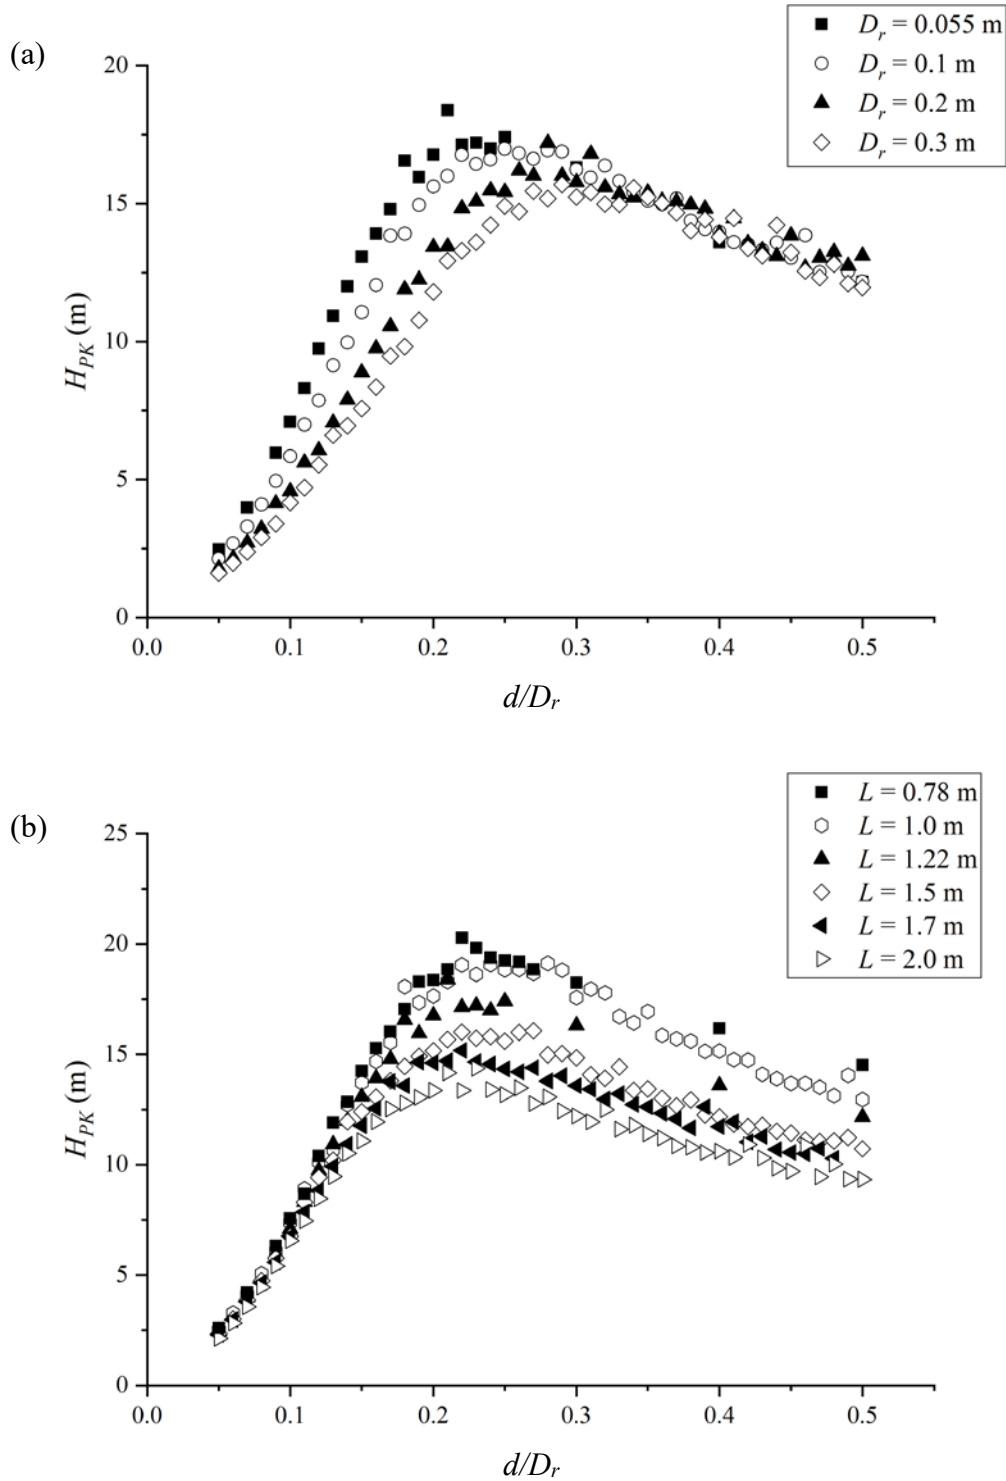 (a)
D_r = 0.055 m
D_r = 0.1 m
D_r = 0.2 m
D_r = 0.3 m
20
15
10
5
0
H_PK (m)
0.0 0.1 0.2 0.3 0.4 0.5
d/D_r
(b)
L = 0.78 m
L = 1.0 m
L = 1.22 m
L = 1.5 m
L = 1.7 m
L = 2.0 m
25
20
15
10
5
0
H_PK (m)
0.0 0.1 0.2 0.3 0.4 0.5
d/D_r